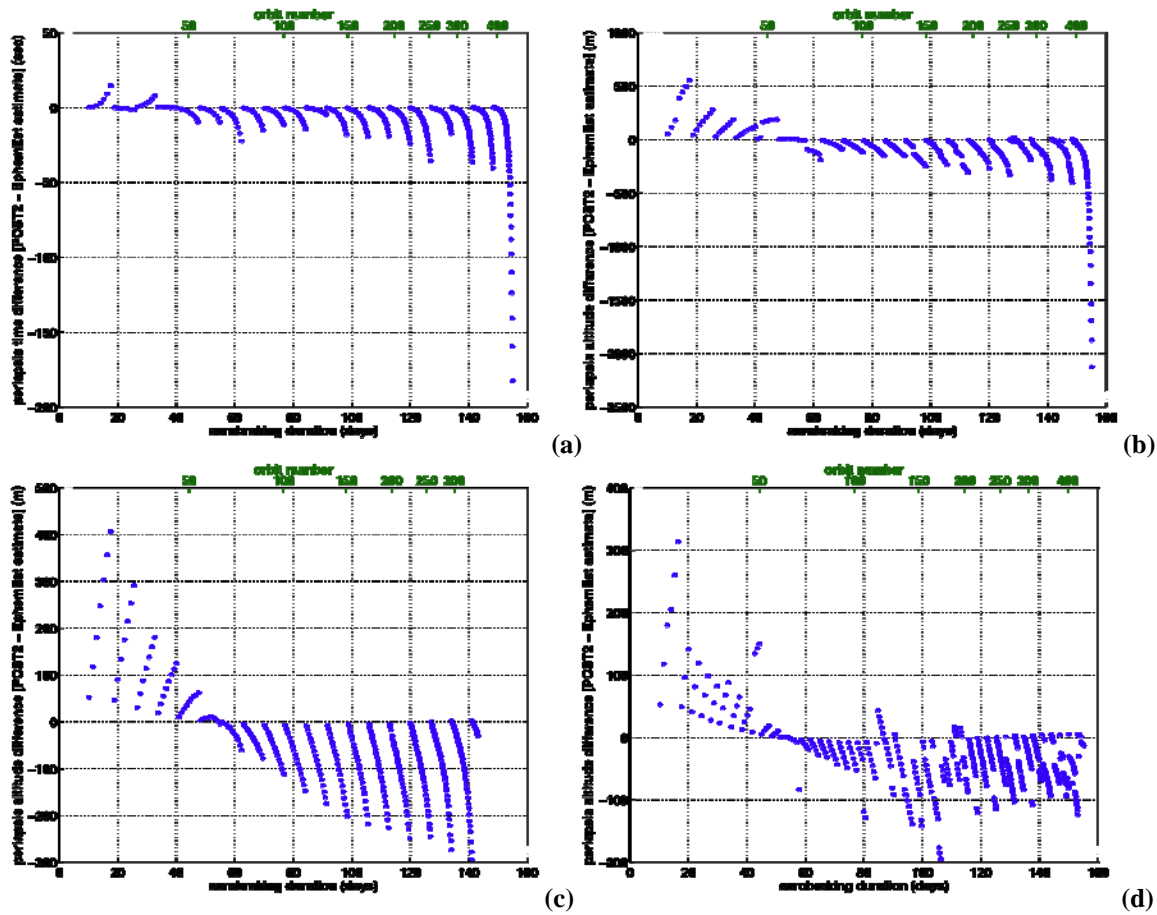 orbit number
50 100 150 200 250 300 400
periapsis time difference [POST2 – Ephemlist estimate] (sec)
50
0
–50
–100
–150
–200
0 20 40 60 80 100 120 140 160
aerobraking duration (days)
(a)
orbit number
50 100 150 200 250 300 400
periapsis altitude difference [POST2 – Ephemlist estimate] (m)
1000
500
0
–500
–1000
–1500
–2000
–2500
0 20 40 60 80 100 120 140 160
aerobraking duration (days)
(b)
orbit number
50 100 150 200 250 300
periapsis altitude difference [POST2 – Ephemlist estimate] (m)
500
400
300
200
100
0
–100
–200
–300
0 20 40 60 80 100 120 140 160
aerobraking duration (days)
(c)
orbit number
50 100 150 200 250 300 400
periapsis altitude difference [POST2 – Ephemlist estimate] (m)
400
300
200
100
0
–100
–200
0 20 40 60 80 100 120 140 160
aerobraking duration (days)
(d)